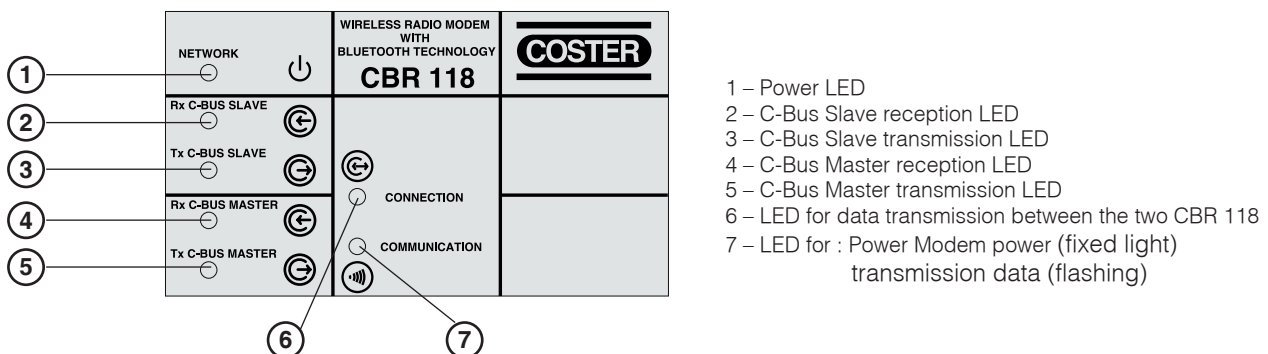 NETWORK
WIRELESS RADIO MODEM
WITH
BLUETOOTH TECHNOLOGY
CBR 118
COSTER
Rx C-BUS SLAVE
Tx C-BUS SLAVE
Rx C-BUS MASTER
Tx C-BUS MASTER
CONNECTION
COMMUNICATION
1
2
3
4
5
6
7
1 – Power LED
2 – C-Bus Slave reception LED
3 – C-Bus Slave transmission LED
4 – C-Bus Master reception LED
5 – C-Bus Master transmission LED
6 – LED for data transmission between the two CBR 118
7 – LED for : Power Modem power (fixed light)
transmission data (flashing)